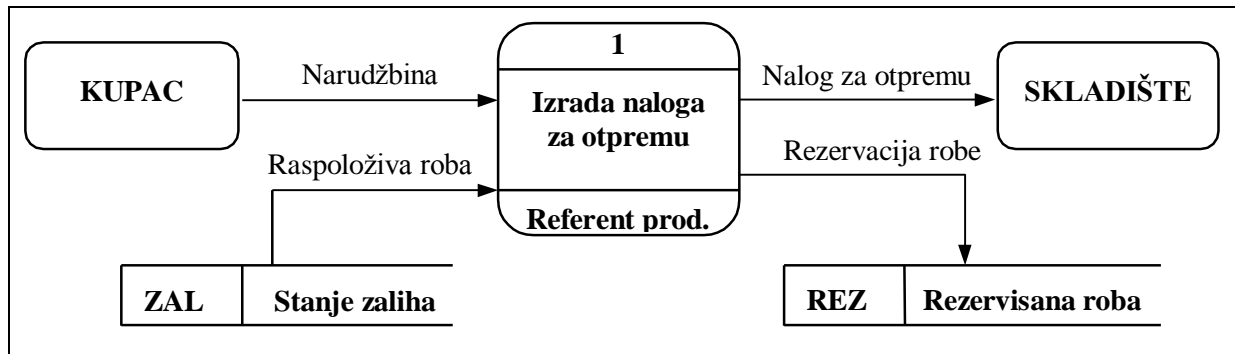 1
Narudžbina
Nalog za otpremu
KUPAC
SKLADIŠTE
Izrada naloga
za otpremu
Raspoloživa roba
Rezervacija robe
Referent prod.
ZAL
Stanje zaliha
REZ
Rezervisana roba